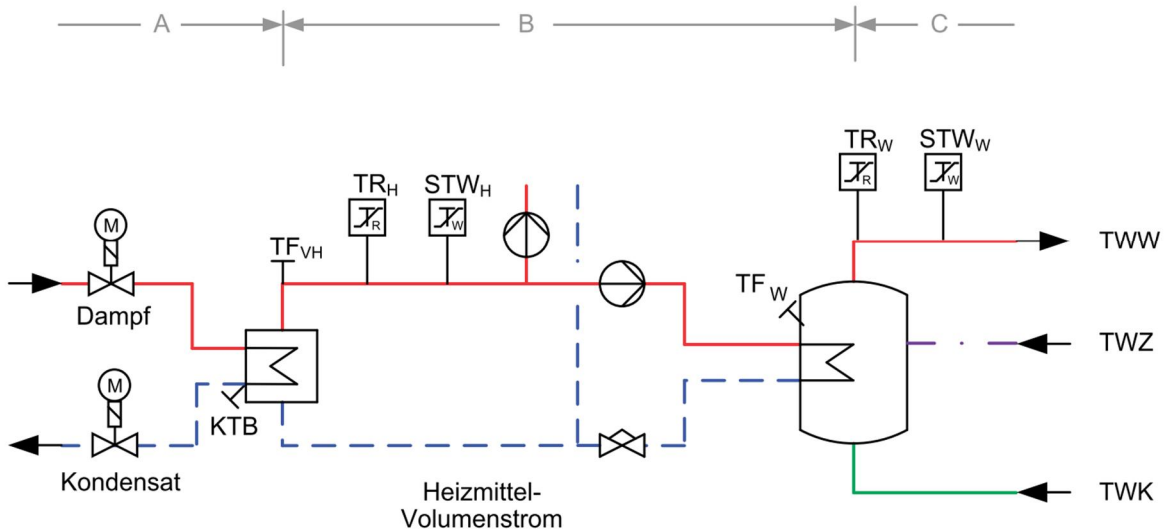 A
B
C
TR_W
STW_W
R
W
TR_H
STW_H
R
W
M
TF_VH
TWW
TF_W
Dampf
TWZ
M
KTB
Kondensat
Heizmittel-
Volumenstrom
TWK